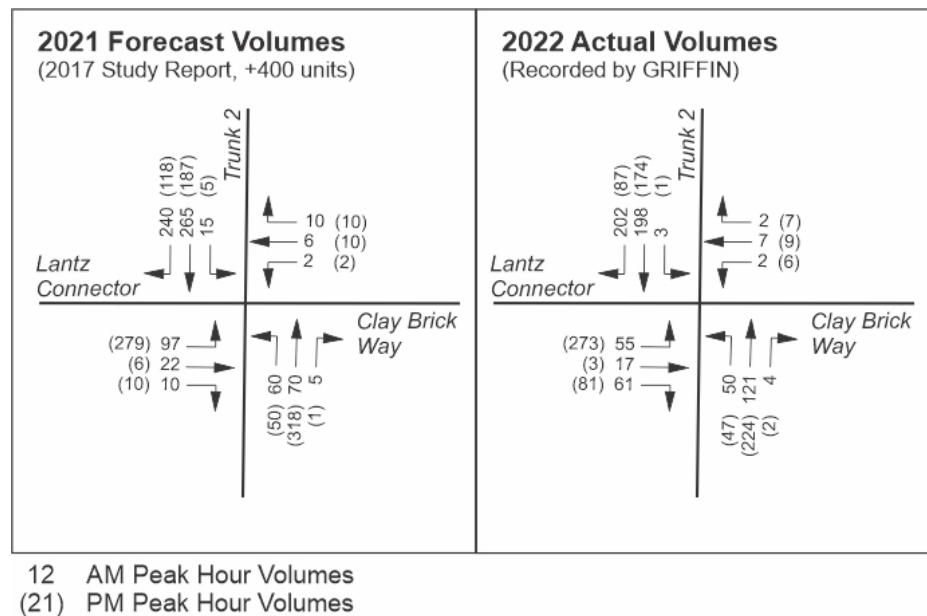 2021 Forecast Volumes
(2017 Study Report, +400 units)
Trunk 2
240 (118)
265 (187)
15 (5)
10 (10)
6 (10)
2 (2)
Lantz
Connector
Clay Brick
Way
(279) 97
(6) 22
(10) 10
(50) 60
(318) 70
(1) 5
2022 Actual Volumes
(Recorded by GRIFFIN)
Trunk 2
202 (87)
198 (174)
3 (1)
2 (7)
7 (9)
2 (6)
Lantz
Connector
Clay Brick
Way
(273) 55
(3) 17
(81) 61
(47) 50
(224) 121
(2) 4
12 AM Peak Hour Volumes
(21) PM Peak Hour Volumes